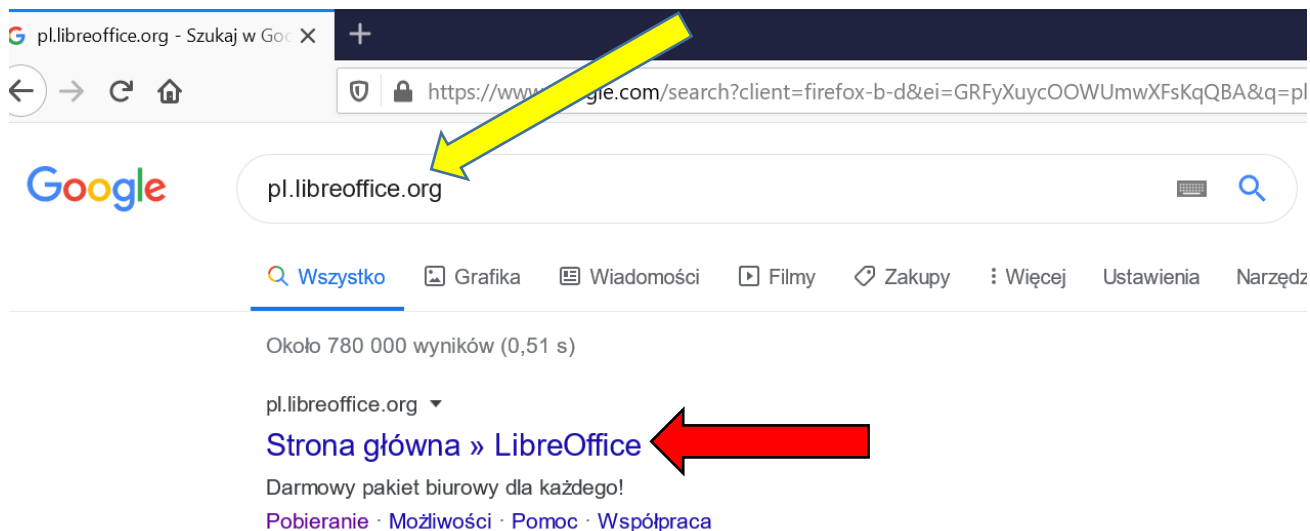 pl.libreoffice.org - Szukaj w Goo
https://www.google.com/search?client=firefox-b-d&ei=GRFyXuycOOWUmwXFsKqQBA&q=pl
Google
pl.libreoffice.org
Wszystko Grafika Wiadomości Filmy Zakupy Więcej Ustawienia Narzędz
Około 780 000 wyników (0,51 s)
pl.libreoffice.org
Strona główna » LibreOffice
Darmowy pakiet biurowy dla każdego!
Pobieranie · Możliwości · Pomoc · Współpraca